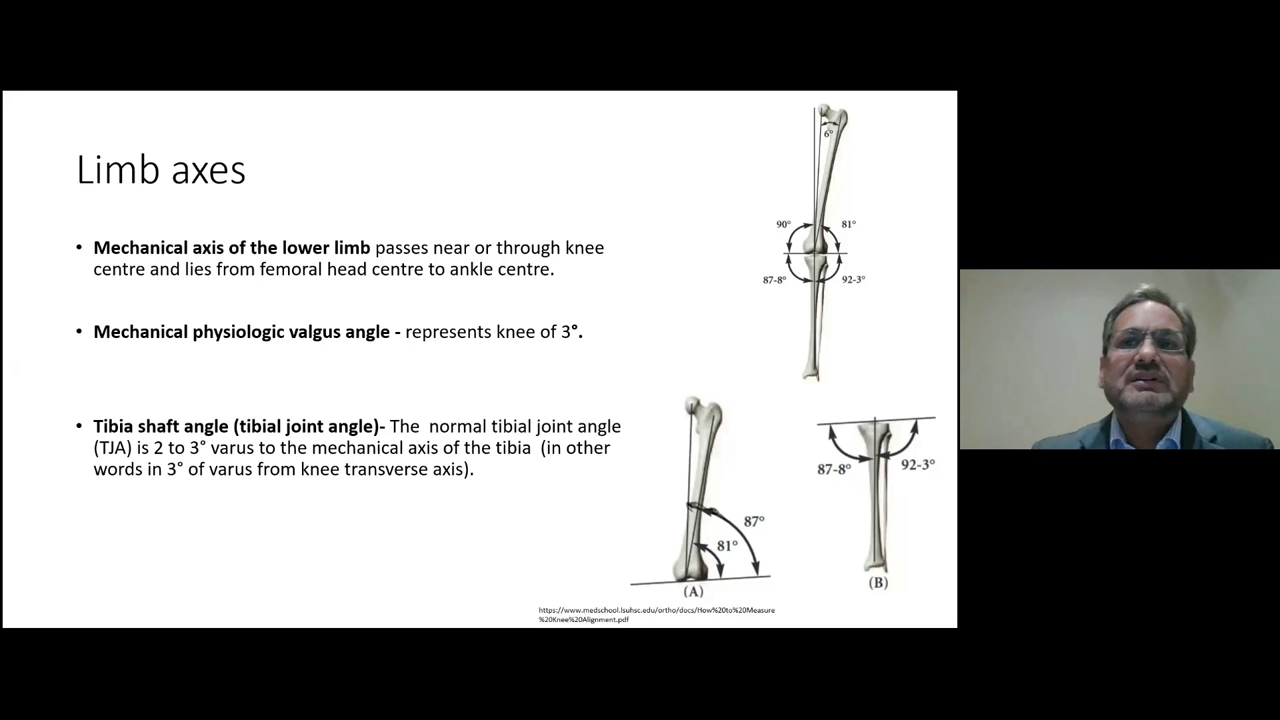 Limb axes
• Mechanical axis of the lower limb passes near or through knee
centre and lies from femoral head centre to ankle centre.
• Mechanical physiologic valgus angle - represents knee of 3°.
• Tibia shaft angle (tibial joint angle)- The normal tibial joint angle
(TJA) is 2 to 3° varus to the mechanical axis of the tibia (in other
words in 3° of varus from knee transverse axis).
6°
90°
81°
87-8°
92-3°
87°
81°
(A)
87-8°
92-3°
(B)
https://www.medschool.lsuhsc.edu/ortho/docs/How%20to%20Measure
%20Knee%20Alignment.pdf